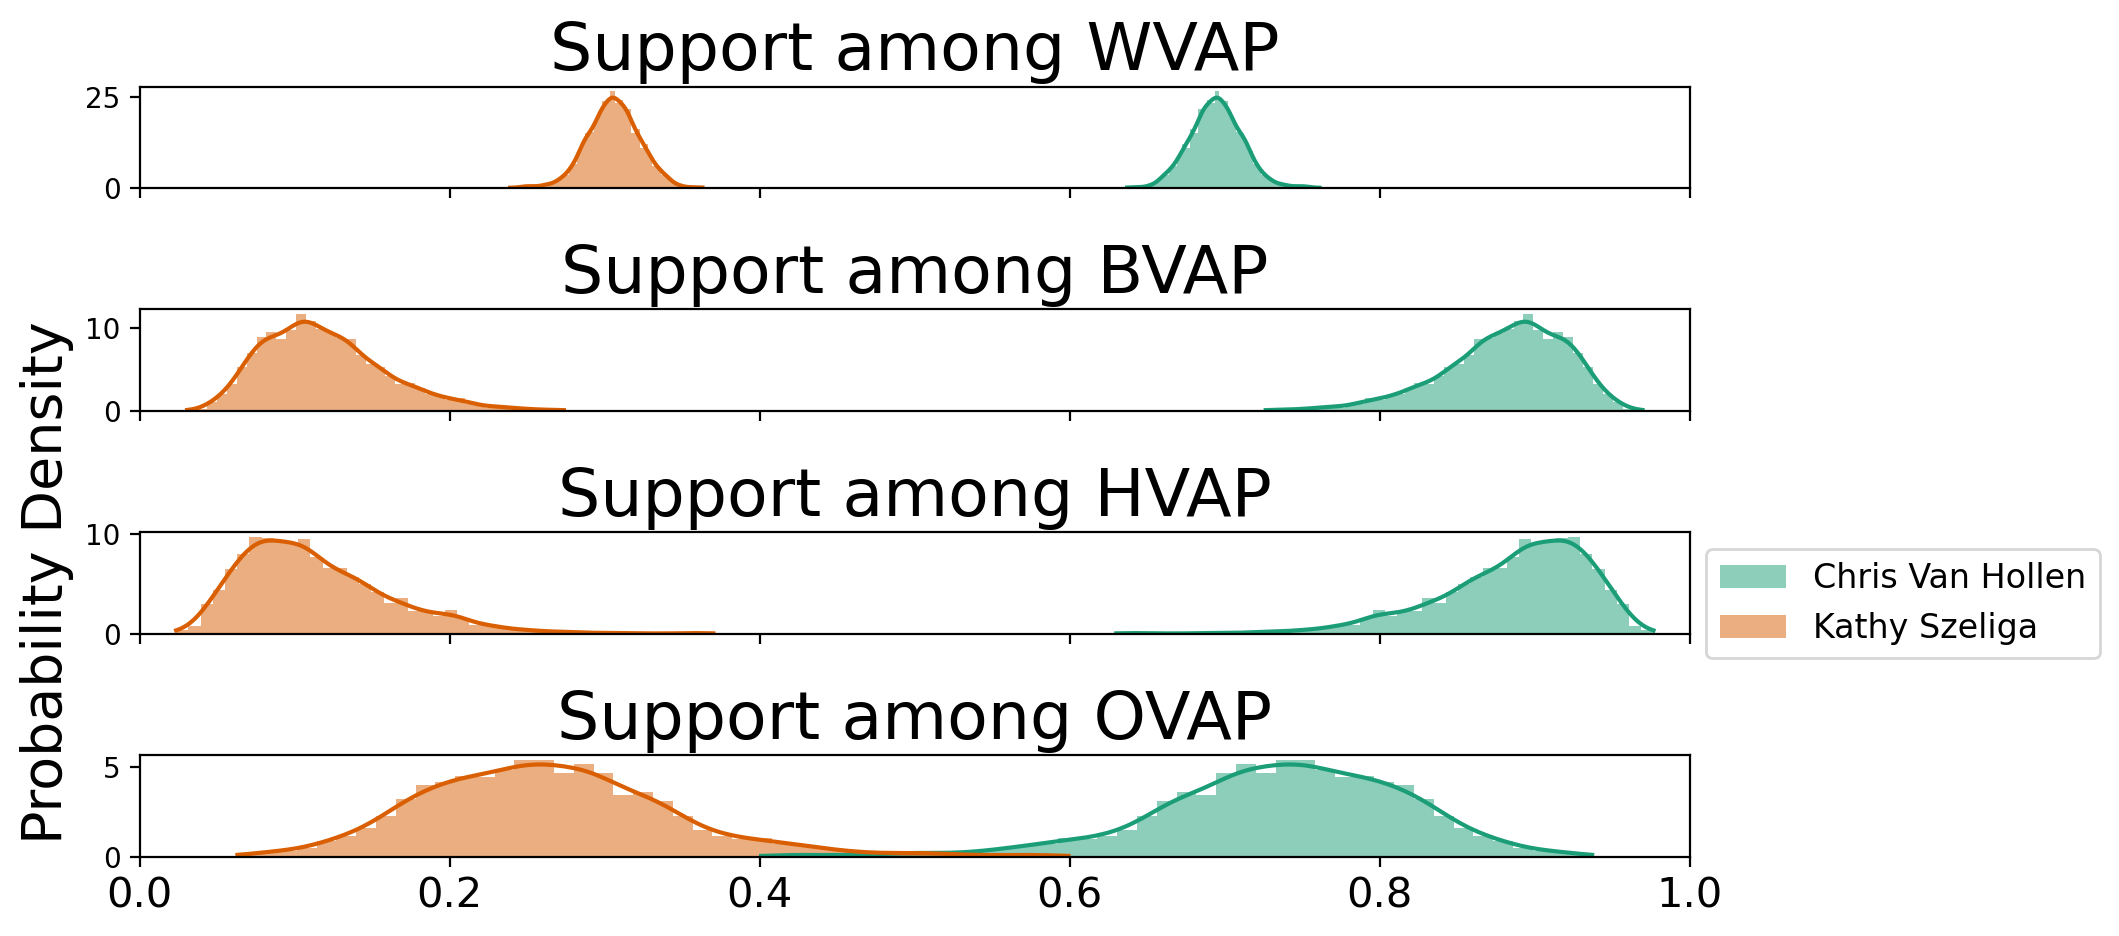 Support among WVAP
25
0
Support among BVAP
10
0
Support among HVAP
10
0
Support among OVAP
5
0
0.0 0.2 0.4 0.6 0.8 1.0
Probability Density
Chris Van Hollen
Kathy Szeliga